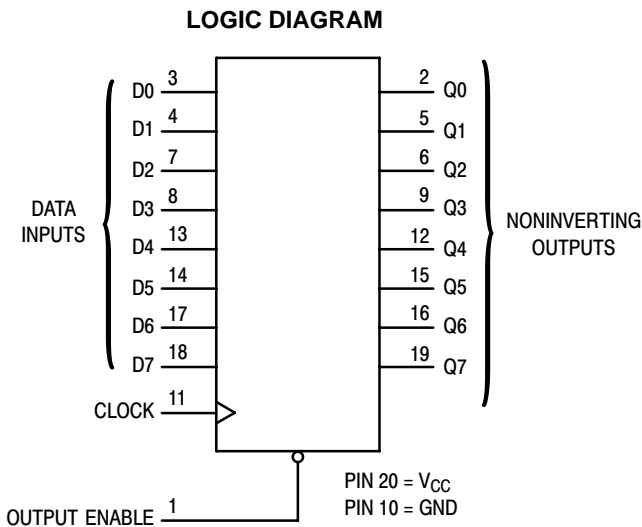 LOGIC DIAGRAM
D0 3 2 Q0
D1 4 5 Q1
D2 7 6 Q2
D3 8 9 Q3
DATA INPUTS
NONINVERTING OUTPUTS
D4 13 12 Q4
D5 14 15 Q5
D6 17 16 Q6
D7 18 19 Q7
CLOCK 11
PIN 20 = VCC
PIN 10 = GND
OUTPUT ENABLE 1